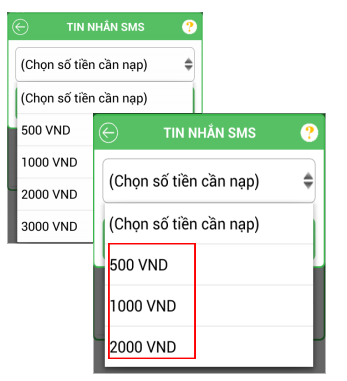 TIN NHẮN SMS
(Chọn số tiền cần nạp)
(Chọn số tiền cần nạp)
500 VND
1000 VND
2000 VND
3000 VND
TIN NHẮN SMS
(Chọn số tiền cần nạp)
(Chọn số tiền cần nạp)
500 VND
1000 VND
2000 VND